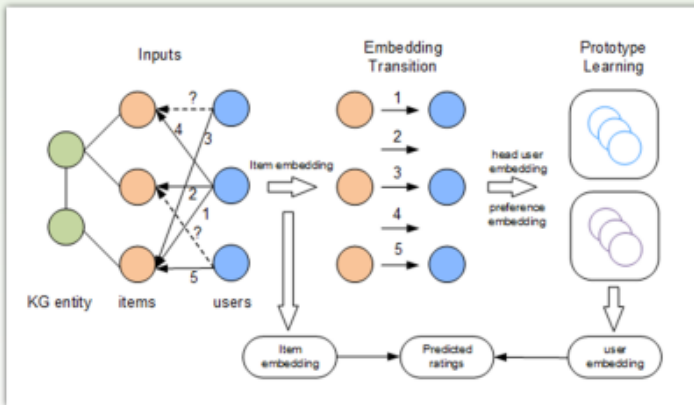 Inputs
Embedding
Transition
Prototype
Learning
?
4
3
2
1
?
5
KG entity
items
users
Item embedding
1
2
3
4
5
head user
embedding
preference
embedding
Item
embedding
Predicted
ratings
user
embedding